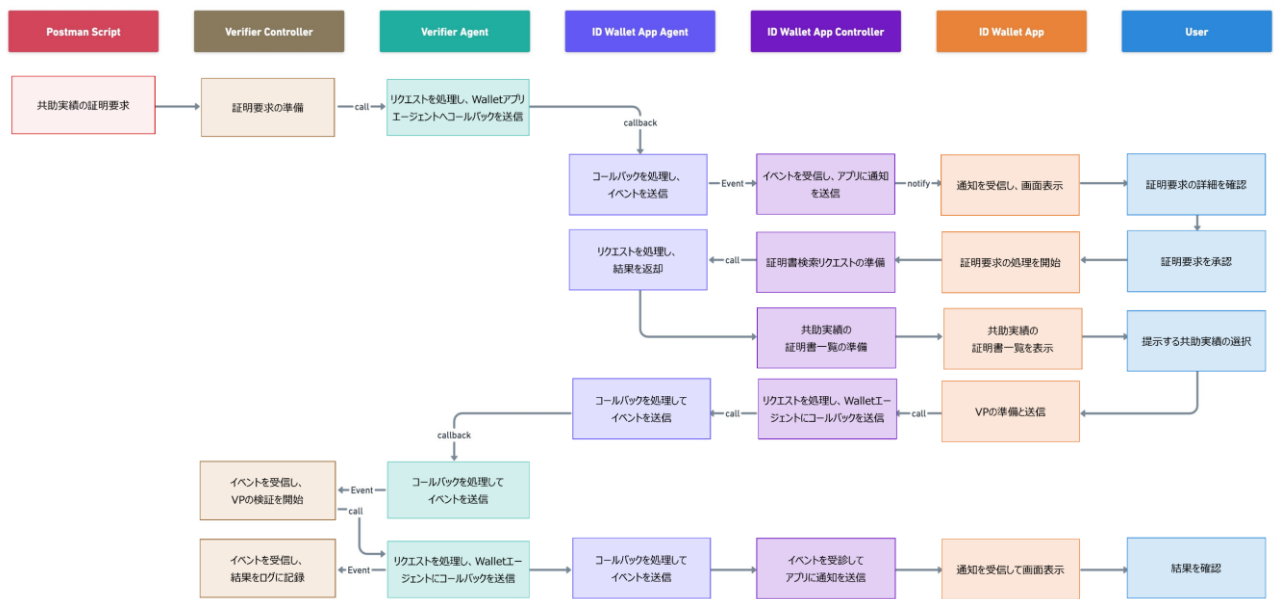 Postman Script
Verifier Controller
Verifier Agent
ID Wallet App Agent
ID Wallet App Controller
ID Wallet App
User
共助実績の証明要求
証明要求の準備
call
リクエストを処理し、Walletアプリ
エージェントへコールバックを送信
callback
コールバックを処理し、
イベントを送信
Event
イベントを受信し、アプリに通知
を送信
notify
通知を受信し、画面表示
証明要求の詳細を確認
リクエストを処理し、
結果を返却
call
証明書検索リクエストの準備
証明要求の処理を開始
証明要求を承認
共助実績の
証明書一覧の準備
共助実績の
証明書一覧を表示
提示する共助実績の選択
コールバックを処理して
イベントを送信
call
リクエストを処理し、Walletエー
ジェントにコールバックを送信
call
VPの準備と送信
callback
イベントを受信し、
VPの検証を開始
Event
コールバックを処理して
イベントを送信
call
イベントを受信し、
結果をログに記録
Event
リクエストを処理し、Walletエー
ジェントにコールバックを送信
コールバックを処理して
イベントを送信
イベントを受診して
アプリに通知を送信
通知を受信して画面表示
結果を確認